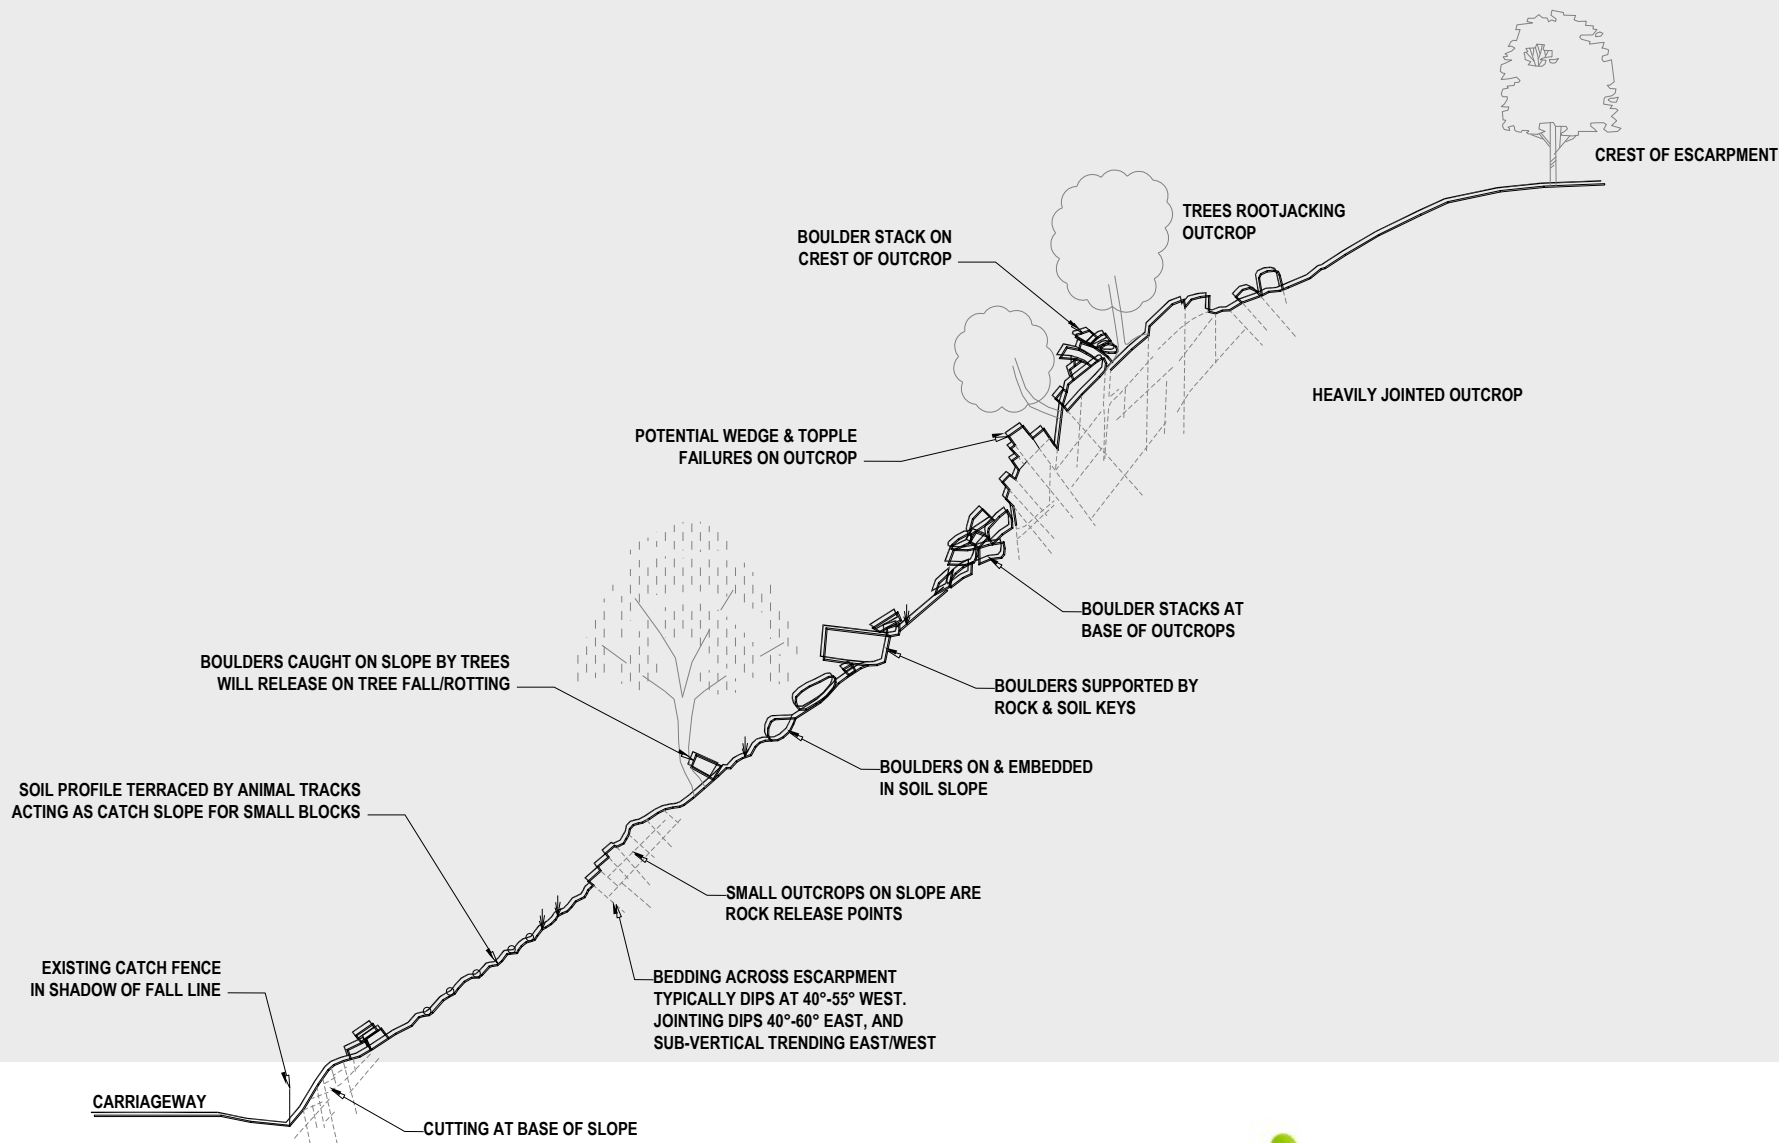 CREST OF ESCARPMENT
TREES ROOTJACKING
OUTCROP
BOULDER STACK ON
CREST OF OUTCROP
HEAVILY JOINTED OUTCROP
POTENTIAL WEDGE & TOPPLE
FAILURES ON OUTCROP
BOULDER STACKS AT
BASE OF OUTCROPS
BOULDERS CAUGHT ON SLOPE BY TREES
WILL RELEASE ON TREE FALL/ROTTING
BOULDERS SUPPORTED BY
ROCK & SOIL KEYS
BOULDERS ON & EMBEDDED
IN SOIL SLOPE
SOIL PROFILE TERRACED BY ANIMAL TRACKS
ACTING AS CATCH SLOPE FOR SMALL BLOCKS
SMALL OUTCROPS ON SLOPE ARE
ROCK RELEASE POINTS
EXISTING CATCH FENCE
IN SHADOW OF FALL LINE
BEDDING ACROSS ESCARPMENT
TYPICALLY DIPS AT 40°-55° WEST.
JOINTING DIPS 40°-60° EAST, AND
SUB-VERTICAL TRENDING EAST/WEST
CARRIAGEWAY
CUTTING AT BASE OF SLOPE